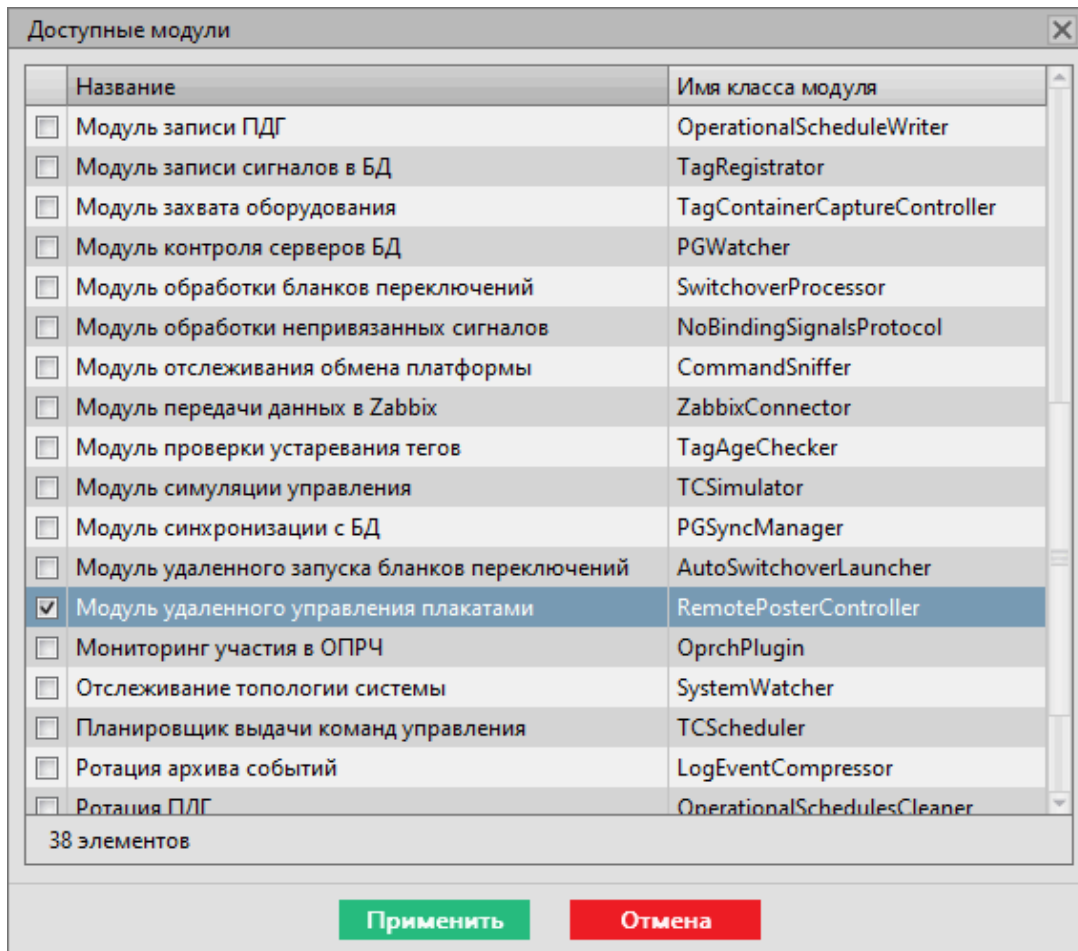 Доступные модули
Название Имя класса модуля
Модуль записи ПДГ OperationalScheduleWriter
Модуль записи сигналов в БД TagRegistrator
Модуль захвата оборудования TagContainerCaptureController
Модуль контроля серверов БД PGWatcher
Модуль обработки бланков переключений SwitchoverProcessor
Модуль обработки непривязанных сигналов NoBindingSignalsProtocol
Модуль отслеживания обмена платформы CommandSniffer
Модуль передачи данных в Zabbix ZabbixConnector
Модуль проверки устаревания тегов TagAgeChecker
Модуль симуляции управления TCSimulator
Модуль синхронизации с БД PGSyncManager
Модуль удаленного запуска бланков переключений AutoSwitchoverLauncher
Модуль удаленного управления плакатами RemotePosterController
Мониторинг участия в ОПРЧ OprchPlugin
Отслеживание топологии системы SystemWatcher
Планировщик выдачи команд управления TCScheduler
Ротация архива событий LogEventCompressor
Ротация ПДГ OperationalSchedulesCleaner
38 элементов
Применить Отмена